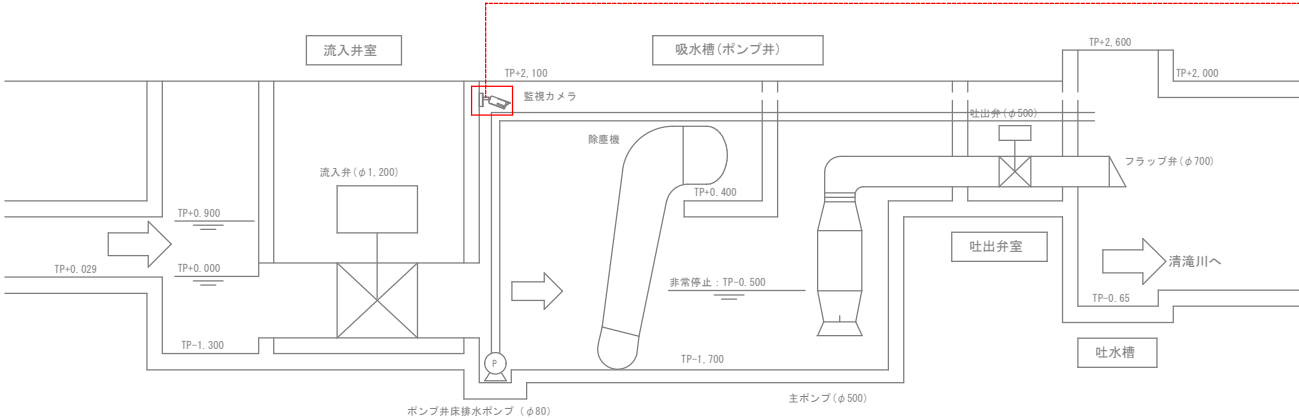 流入井室
吸水槽(ポンプ井)
TP+2,600
TP+2,100
TP+2,000
監視カメラ
吐出弁(φ500)
除塵機
フラップ弁(φ700)
流入弁(φ1,200)
TP+0.400
TP+0.900
吐出弁室
清滝川へ
TP+0.029
TP+0.000
非常停止：TP-0.500
TP-0.65
TP-1.300
吐水槽
TP-1,700
P
主ポンプ(φ500)
ポンプ井床排水ポンプ (φ80)